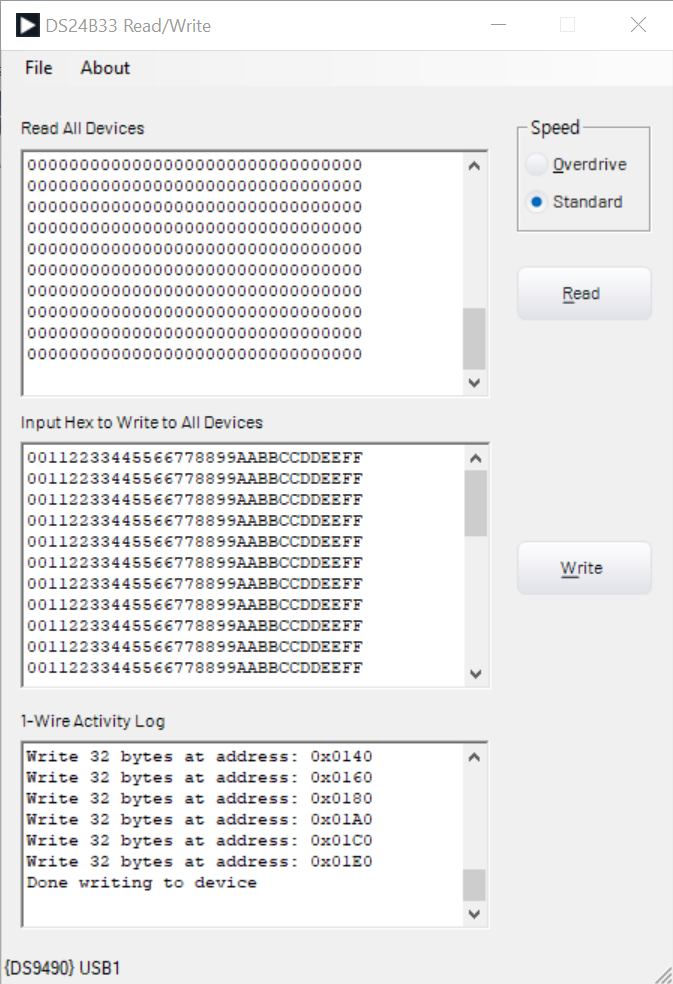 DS24B33 Read/Write
File About
Read All Devices
00000000000000000000000000000000
00000000000000000000000000000000
00000000000000000000000000000000
00000000000000000000000000000000
00000000000000000000000000000000
00000000000000000000000000000000
00000000000000000000000000000000
00000000000000000000000000000000
00000000000000000000000000000000
00000000000000000000000000000000
Speed
Overdrive
Standard
Read
Input Hex to Write to All Devices
00112233445566778899AABBCCDDEEFF
00112233445566778899AABBCCDDEEFF
00112233445566778899AABBCCDDEEFF
00112233445566778899AABBCCDDEEFF
00112233445566778899AABBCCDDEEFF
00112233445566778899AABBCCDDEEFF
00112233445566778899AABBCCDDEEFF
00112233445566778899AABBCCDDEEFF
00112233445566778899AABBCCDDEEFF
00112233445566778899AABBCCDDEEFF
00112233445566778899AABBCCDDEEFF
Write
1-Wire Activity Log
Write 32 bytes at address: 0x0140
Write 32 bytes at address: 0x0160
Write 32 bytes at address: 0x0180
Write 32 bytes at address: 0x01A0
Write 32 bytes at address: 0x01C0
Write 32 bytes at address: 0x01E0
Done writing to device
{DS9490} USB1